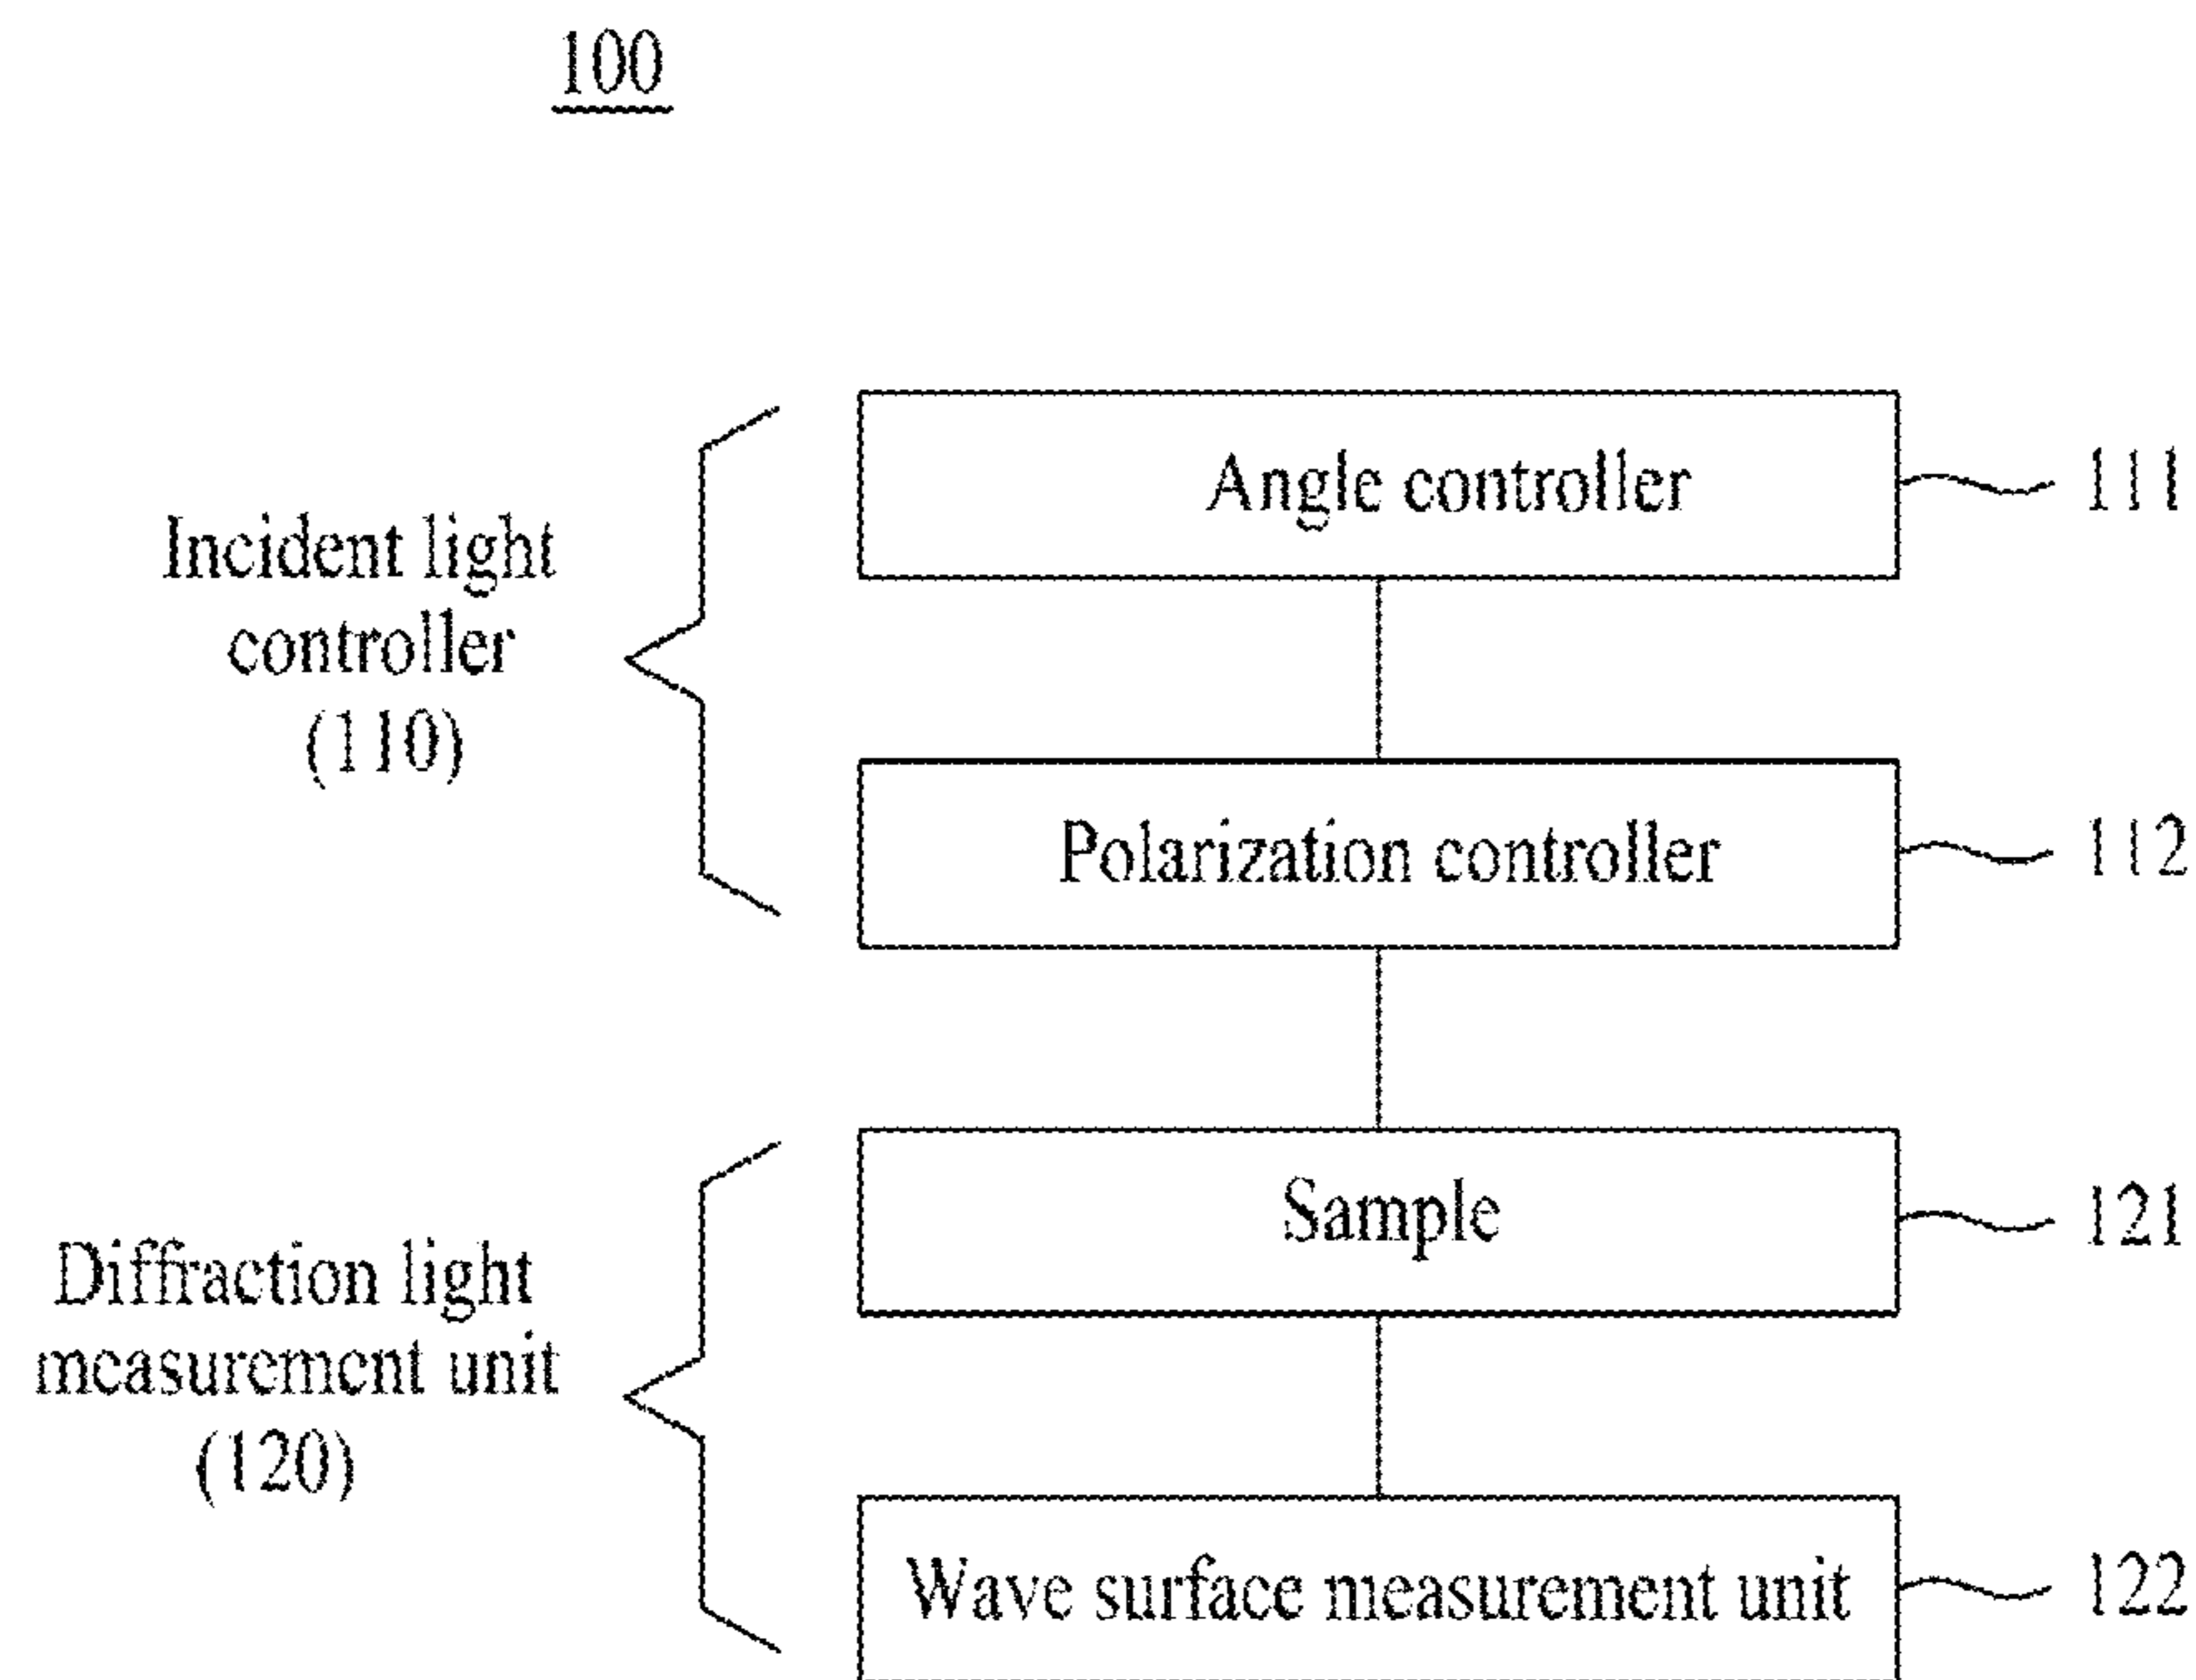 100
Angle controller
111
Incident light
controller
(110)
Polarization controller
112
Sample
121
Diffraction light
measurement unit
(120)
Wave surface measurement unit
122